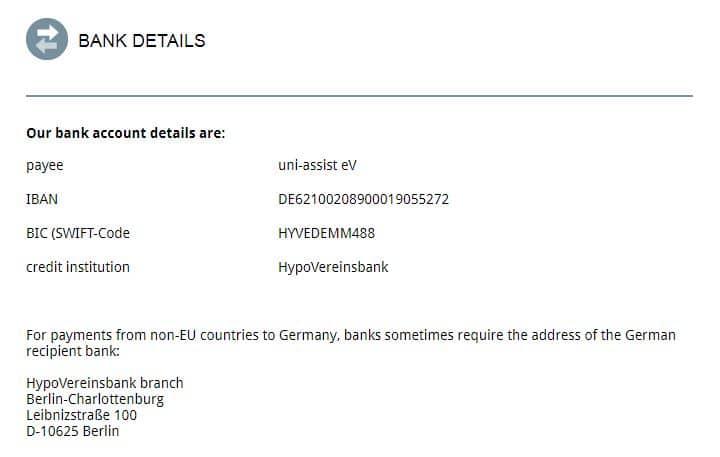 BANK DETAILS
Our bank account details are:
payee uni-assist eV
IBAN DE62100208900019055272
BIC (SWIFT-Code HYVEDEMM488
credit institution HypoVereinsbank
For payments from non-EU countries to Germany, banks sometimes require the address of the German
recipient bank:
HypoVereinsbank branch
Berlin-Charlottenburg
Leibnizstraße 100
D-10625 Berlin